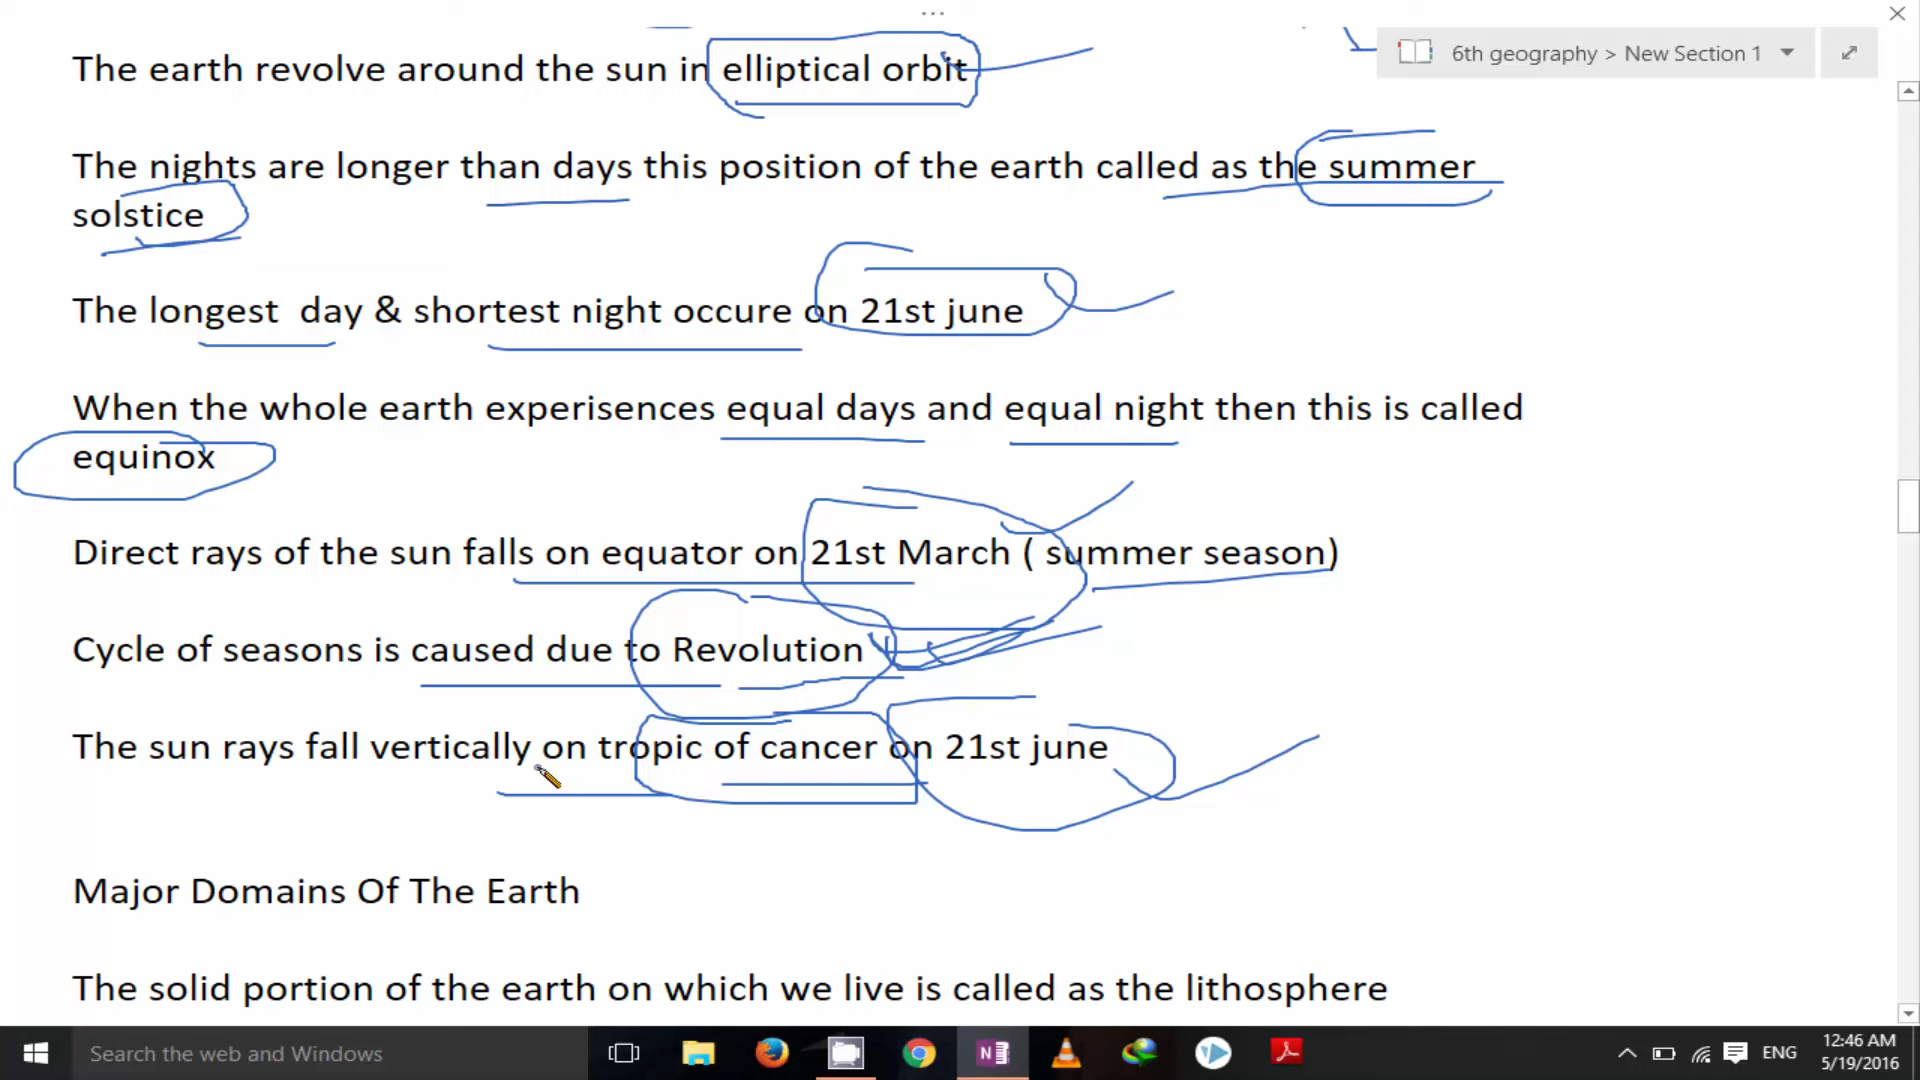 6th geography > New Section 1
The earth revolve around the sun in elliptical orbit
The nights are longer than days this position of the earth called as the summer
solstice
The longest day & shortest night occure on 21st june
When the whole earth experisences equal days and equal night then this is called
equinox
Direct rays of the sun falls on equator on 21st March ( summer season)
Cycle of seasons is caused due to Revolution
The sun rays fall vertically on tropic of cancer on 21st june
Major Domains Of The Earth
The solid portion of the earth on which we live is called as the lithosphere
Search the web and Windows
N
ENG
12:46 AM
5/19/2016